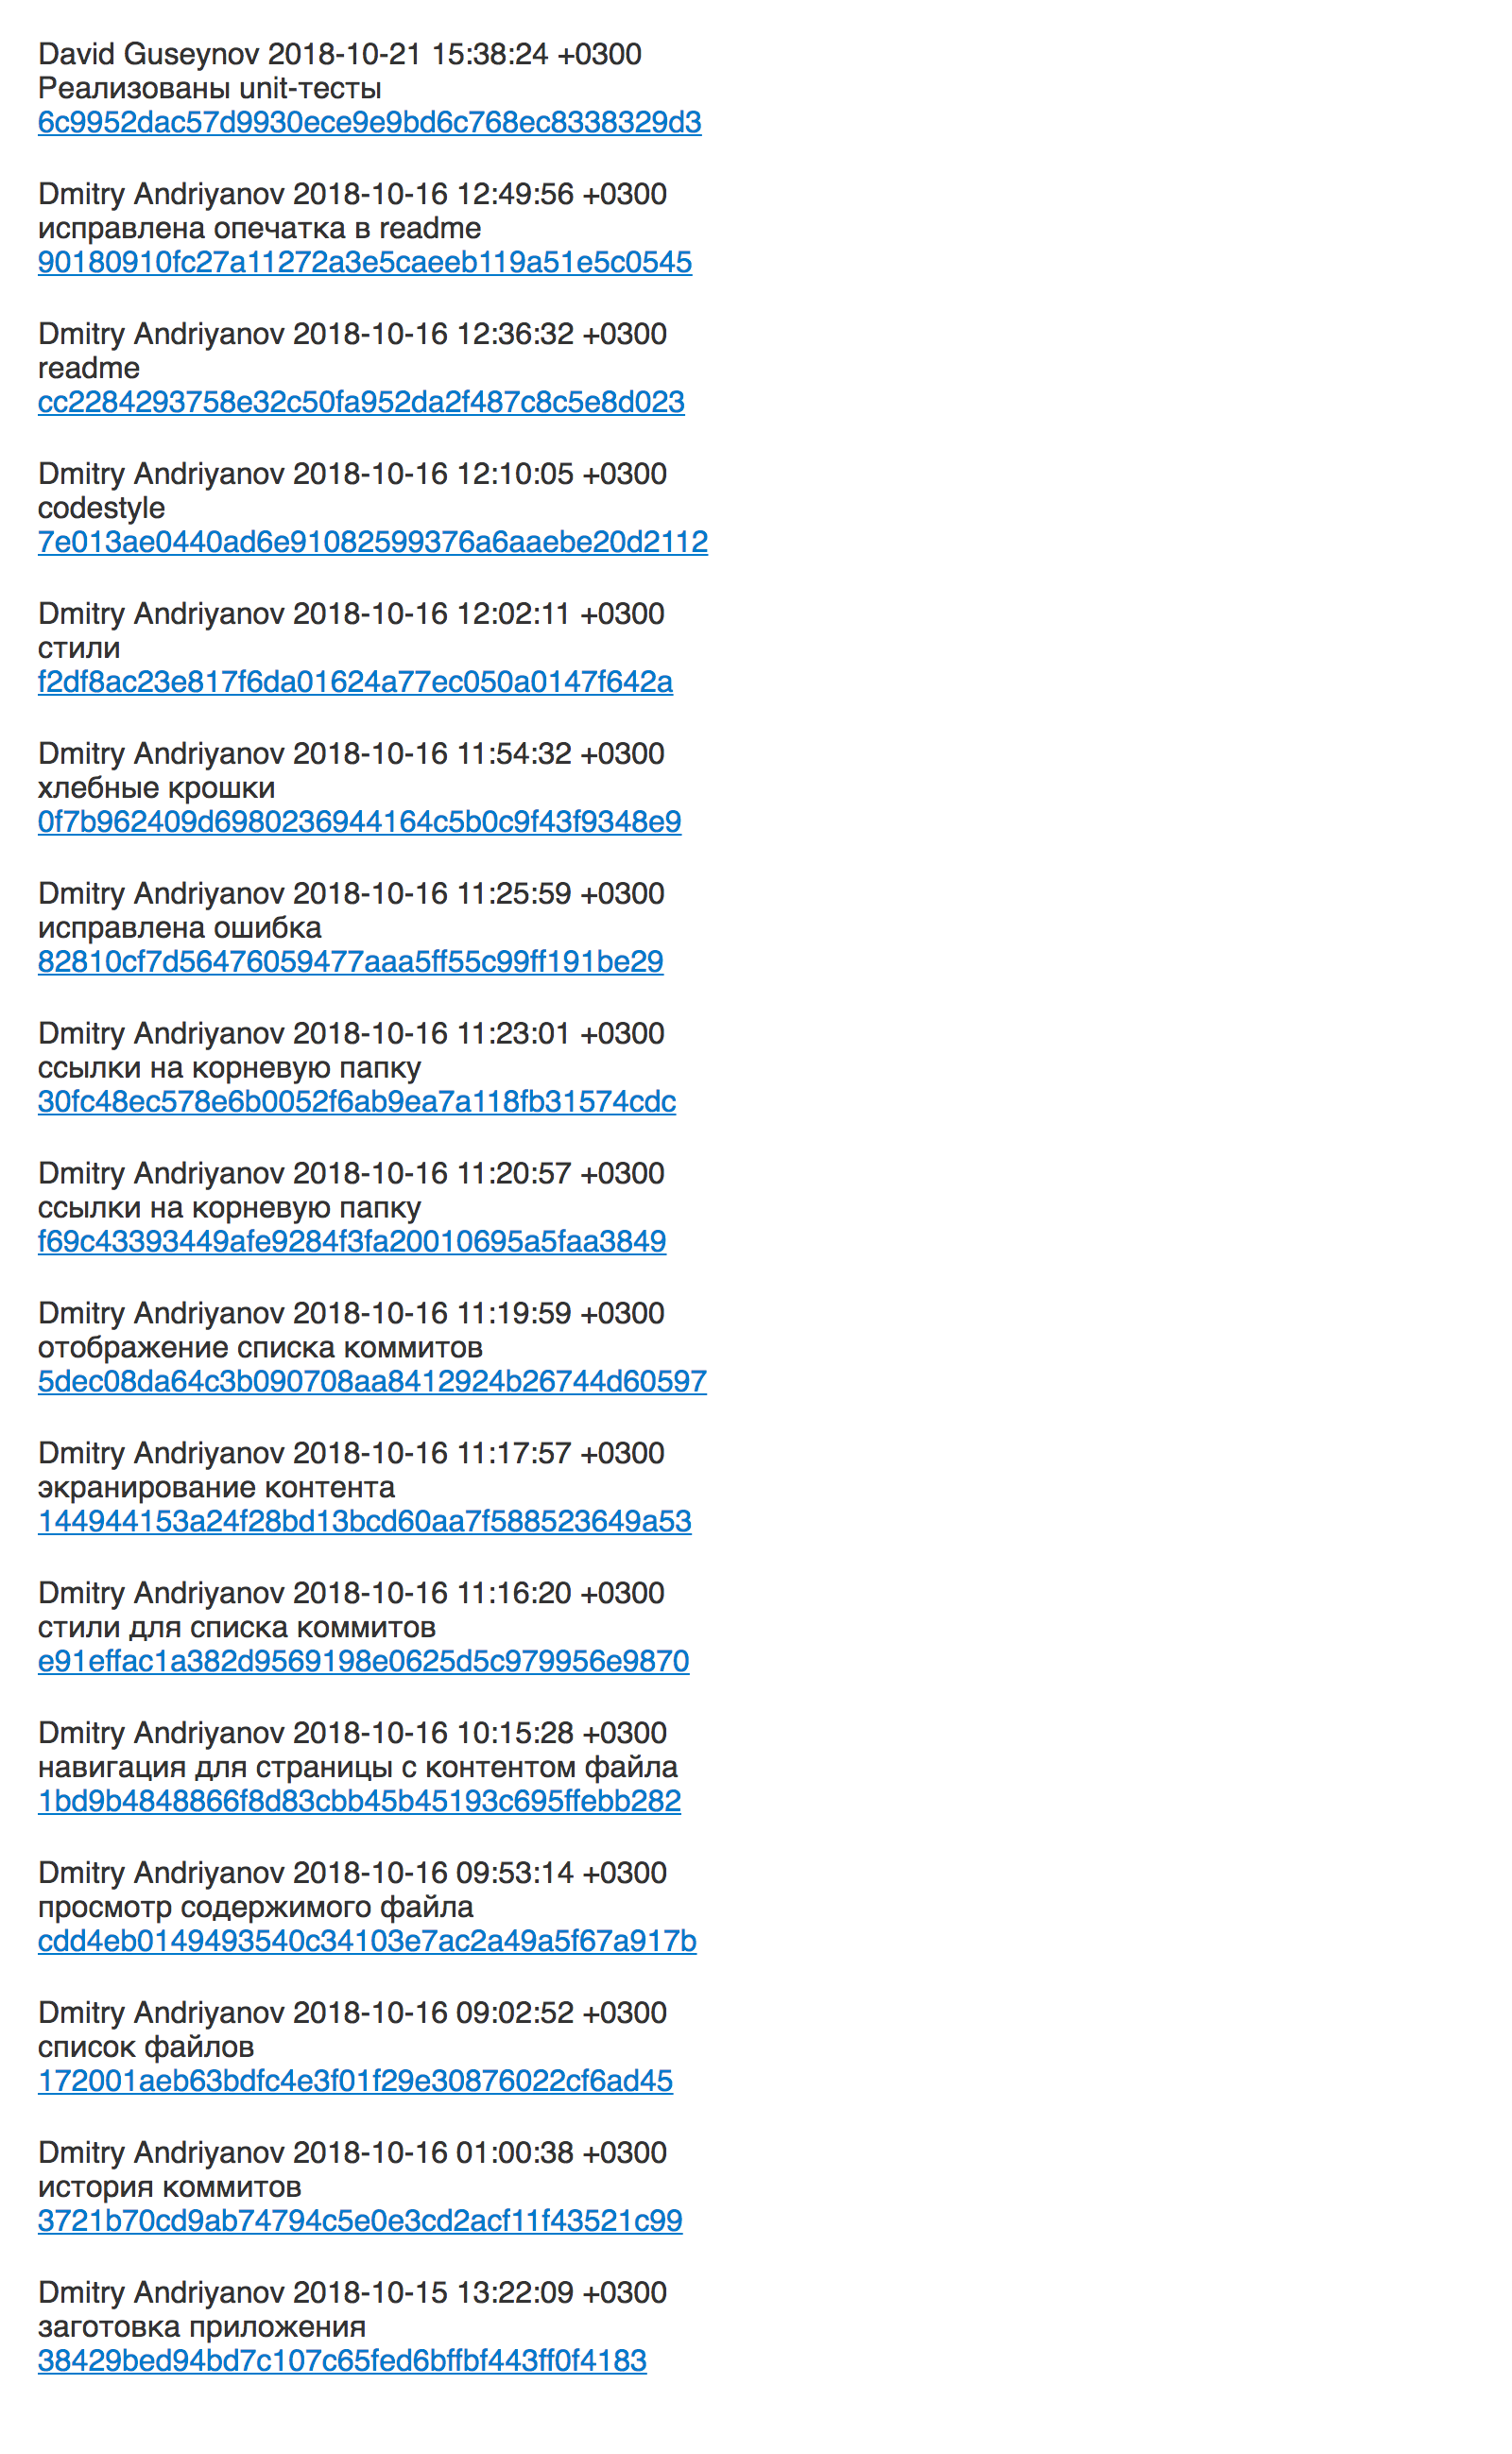 David Guseynov 2018-10-21 15:38:24 +0300
Реализованы unit-тесты
6c9952dac57d9930ece9e9bd6c768ec8338329d3
Dmitry Andriyanov 2018-10-16 12:49:56 +0300
исправлена опечатка в readme
90180910fc27a11272a3e5caeeb119a51e5c0545
Dmitry Andriyanov 2018-10-16 12:36:32 +0300
readme
cc2284293758e32c50fa952da2f487c8c5e8d023
Dmitry Andriyanov 2018-10-16 12:10:05 +0300
codestyle
7e013ae0440ad6e91082599376a6aaebe20d2112
Dmitry Andriyanov 2018-10-16 12:02:11 +0300
стили
f2df8ac23e817f6da01624a77ec050a0147f642a
Dmitry Andriyanov 2018-10-16 11:54:32 +0300
хлебные крошки
0f7b962409d6980236944164c5b0c9f43f9348e9
Dmitry Andriyanov 2018-10-16 11:25:59 +0300
исправлена ошибка
82810cf7d56476059477aaa5ff55c99ff191be29
Dmitry Andriyanov 2018-10-16 11:23:01 +0300
ссылки на корневую папку
30fc48ec578e6b0052f6ab9ea7a118fb31574cdc
Dmitry Andriyanov 2018-10-16 11:20:57 +0300
ссылки на корневую папку
f69c43393449afe9284f3fa20010695a5faa3849
Dmitry Andriyanov 2018-10-16 11:19:59 +0300
отображение списка коммитов
5dec08da64c3b090708aa8412924b26744d60597
Dmitry Andriyanov 2018-10-16 11:17:57 +0300
экранирование контента
144944153a24f28bd13bcd60aa7f588523649a53
Dmitry Andriyanov 2018-10-16 11:16:20 +0300
стили для списка коммитов
e91effac1a382d9569198e0625d5c979956e9870
Dmitry Andriyanov 2018-10-16 10:15:28 +0300
навигация для страницы с контентом файла
1bd9b4848866f8d83cbb45b45193c695ffebb282
Dmitry Andriyanov 2018-10-16 09:53:14 +0300
просмотр содержимого файла
cdd4eb0149493540c34103e7ac2a49a5f67a917b
Dmitry Andriyanov 2018-10-16 09:02:52 +0300
список файлов
172001aeb63bdfc4e3f01f29e30876022cf6ad45
Dmitry Andriyanov 2018-10-16 01:00:38 +0300
история коммитов
3721b70cd9ab74794c5e0e3cd2acf11f43521c99
Dmitry Andriyanov 2018-10-15 13:22:09 +0300
заготовка приложения
38429bed94bd7c107c65fed6bffbf443ff0f4183